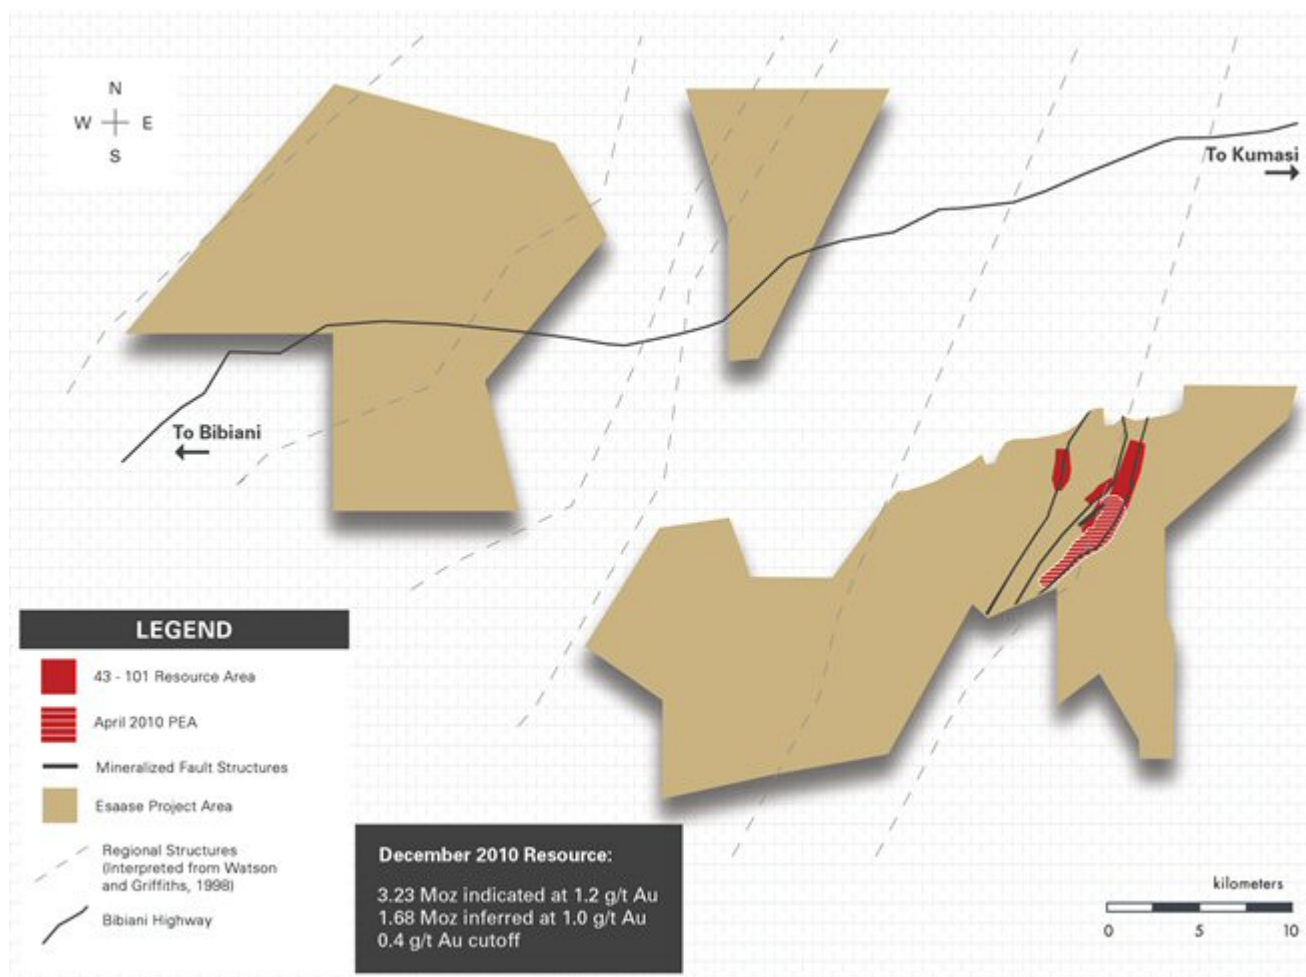 N
W E
S
To Kumasi
To Bibiani
LEGEND
43 - 101 Resource Area
April 2010 PEA
Mineralized Fault Structures
Esaase Project Area
Regional Structures
(Interpreted from Watson
and Griffiths, 1998)
Bibiani Highway
December 2010 Resource:
3.23 Moz indicated at 1.2 g/t Au
1.68 Moz inferred at 1.0 g/t Au
0.4 g/t Au cutoff
kilometers
0 5 10